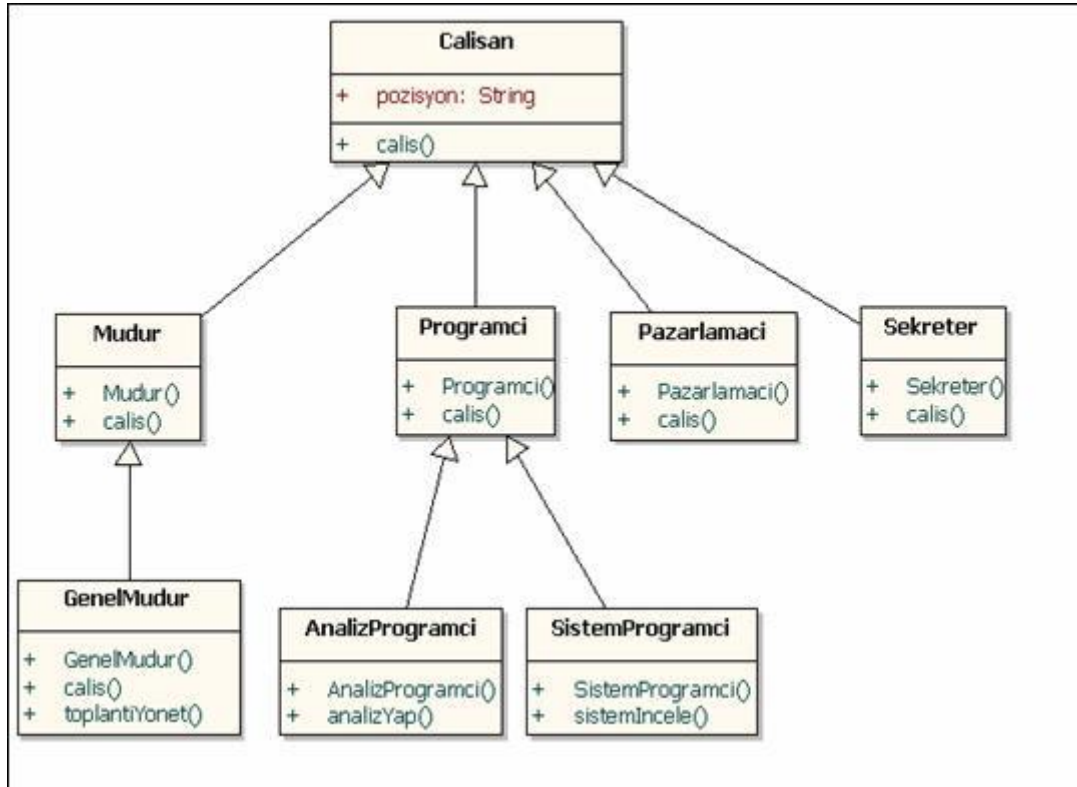 Calisan
+ pozisyon: String
+ calis()
Mudur
+ Mudur()
+ calis()
Programci
+ Programci()
+ calis()
Pazarlamaci
+ Pazarlamaci()
+ calis()
Sekreter
+ Sekreter()
+ calis()
GenelMudur
+ GenelMudur()
+ calis()
+ toplantiYonet()
AnalizProgramci
+ AnalizProgramci()
+ analizYap()
SistemProgramci
+ SistemProgramci()
+ sistemIncele()